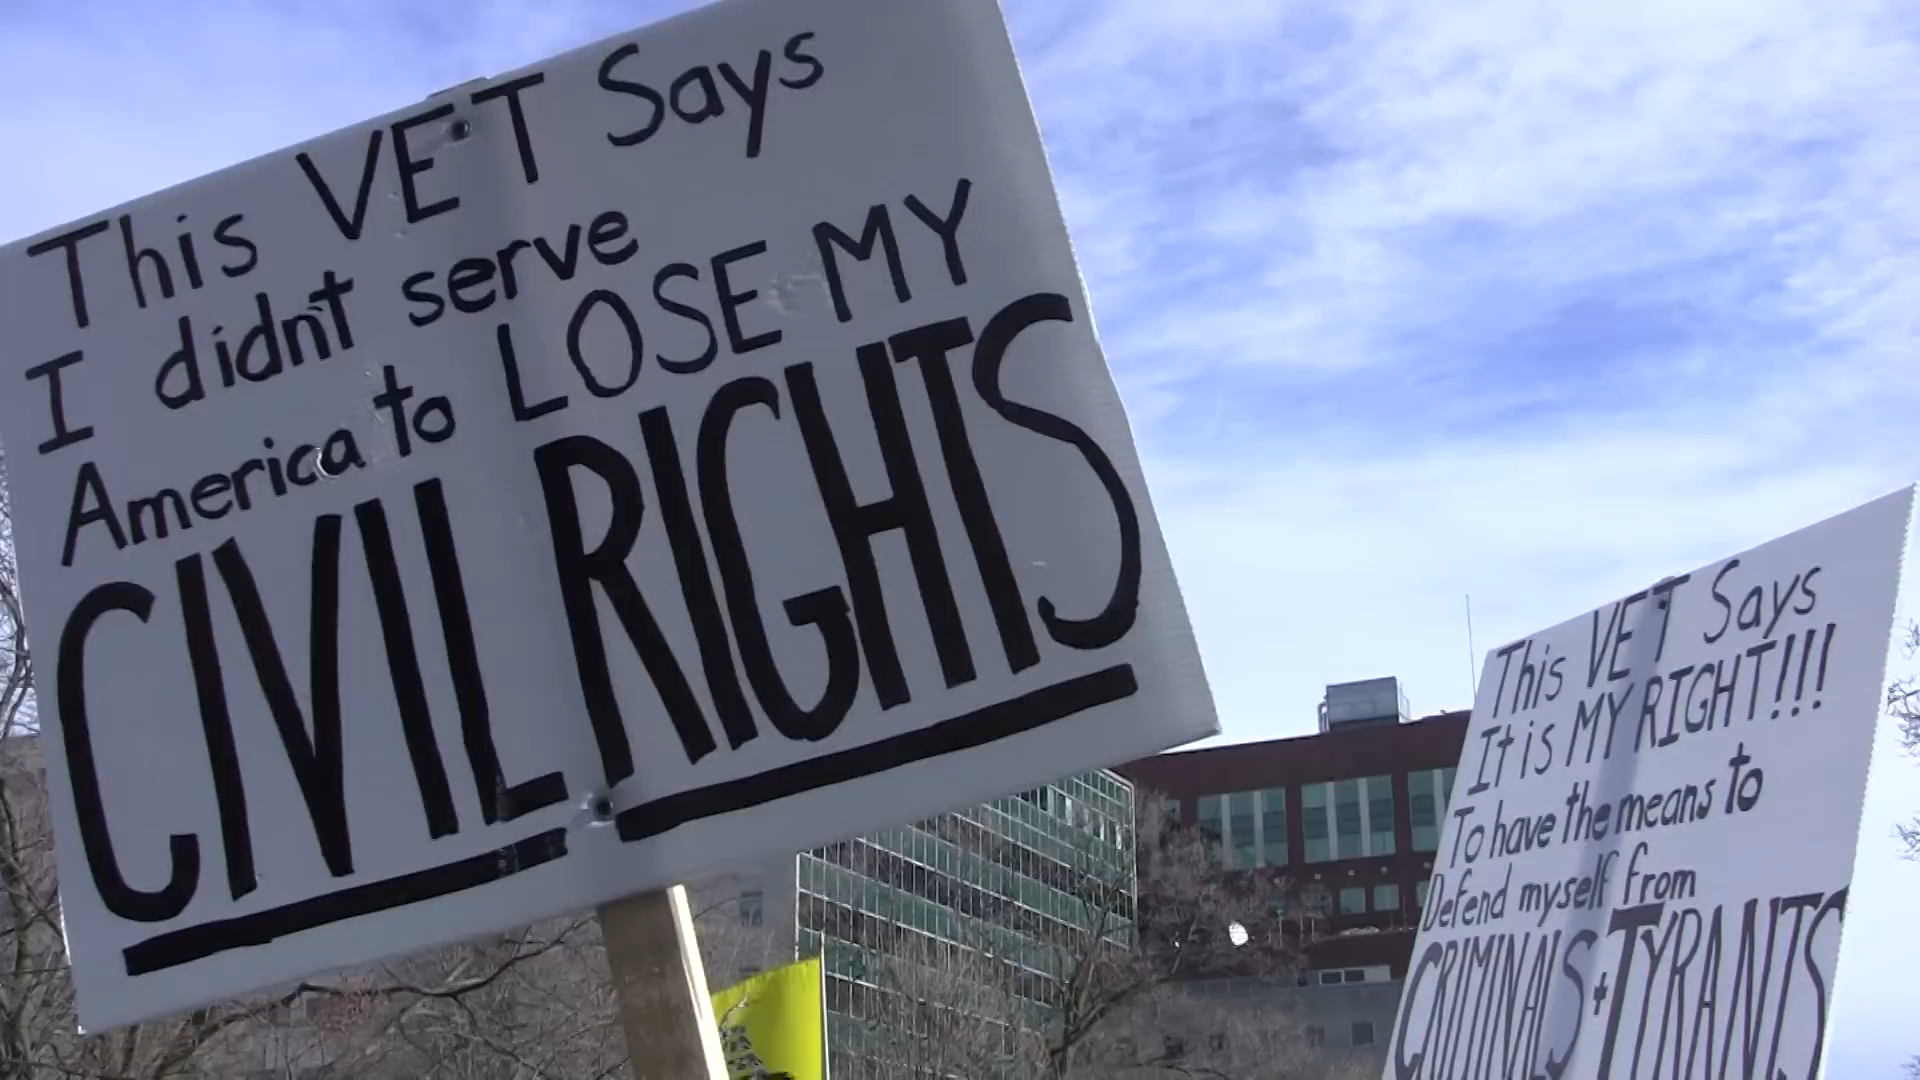 This VET Says
I didn't serve
America to LOSE MY
CIVIL RIGHTS
This VET Says
It is MY RIGHT!!!
To have the means to
Defend myself from
CRIMINALS + TYRANTS